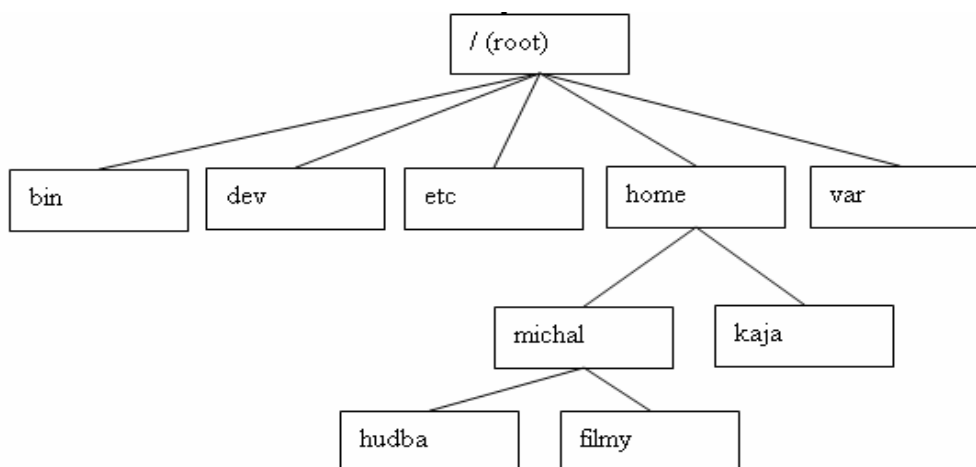 / (root)
bin
dev
etc
home
var
michal
kaja
hudba
filmy